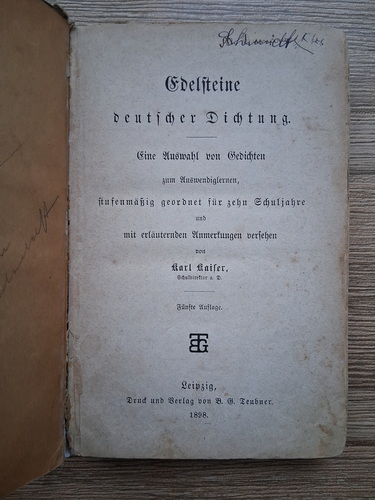 Edelsteine
deutscher Dichtung.
Eine Auswahl von Gedichten
zum Auswendiglernen,
stufenmäßig geordnet für zehn Schuljahre
und
mit erläuternden Anmerkungen versehen
von
Karl Kaiser,
Schuldirektor a. D.
Fünfte Auflage.
Leipzig,
Druck und Verlag von B. G. Teubner.
1898.